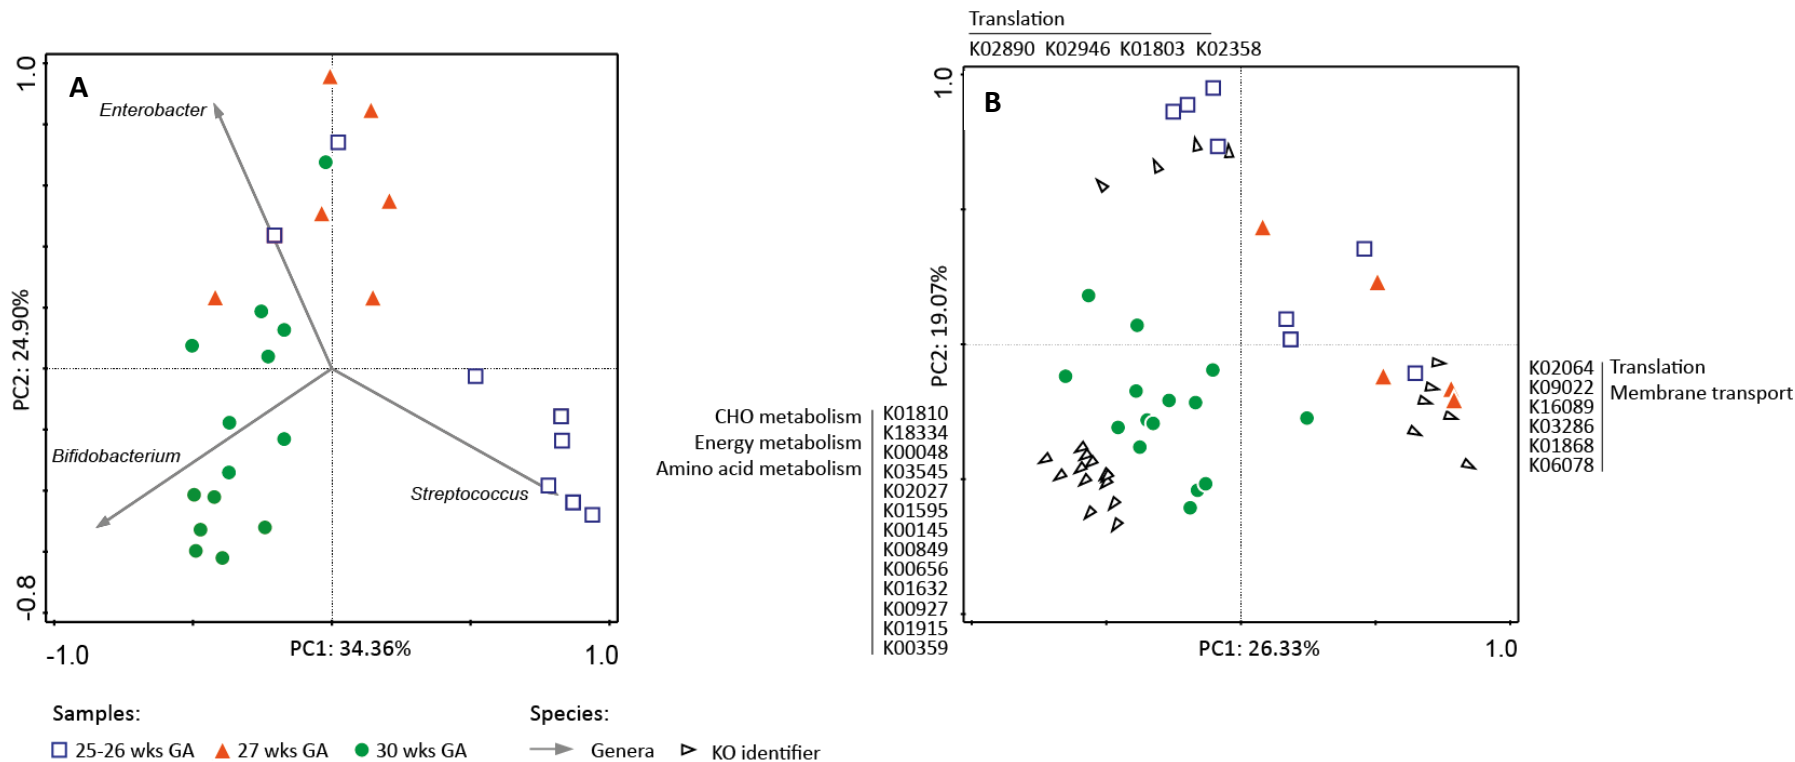 A
1.0
Enterobacter
Bifidobacterium
Streptococcus
PC2: 24.90%
-0.8
-1.0
PC1: 34.36%
1.0
Translation
K02890 K02946 K01803 K02358
B
1.0
PC2: 19.07%
PC1: 26.33%
1.0
CHO metabolism
Energy metabolism
Amino acid metabolism
K01810
K18334
K00048
K03545
K02027
K01595
K00145
K00849
K00656
K01632
K00927
K01915
K00359
K02064
K09022
K16089
K03286
K01868
K06078
Translation
Membrane transport
Samples:
25-26 wks GA
27 wks GA
30 wks GA
Species:
Genera
KO identifier